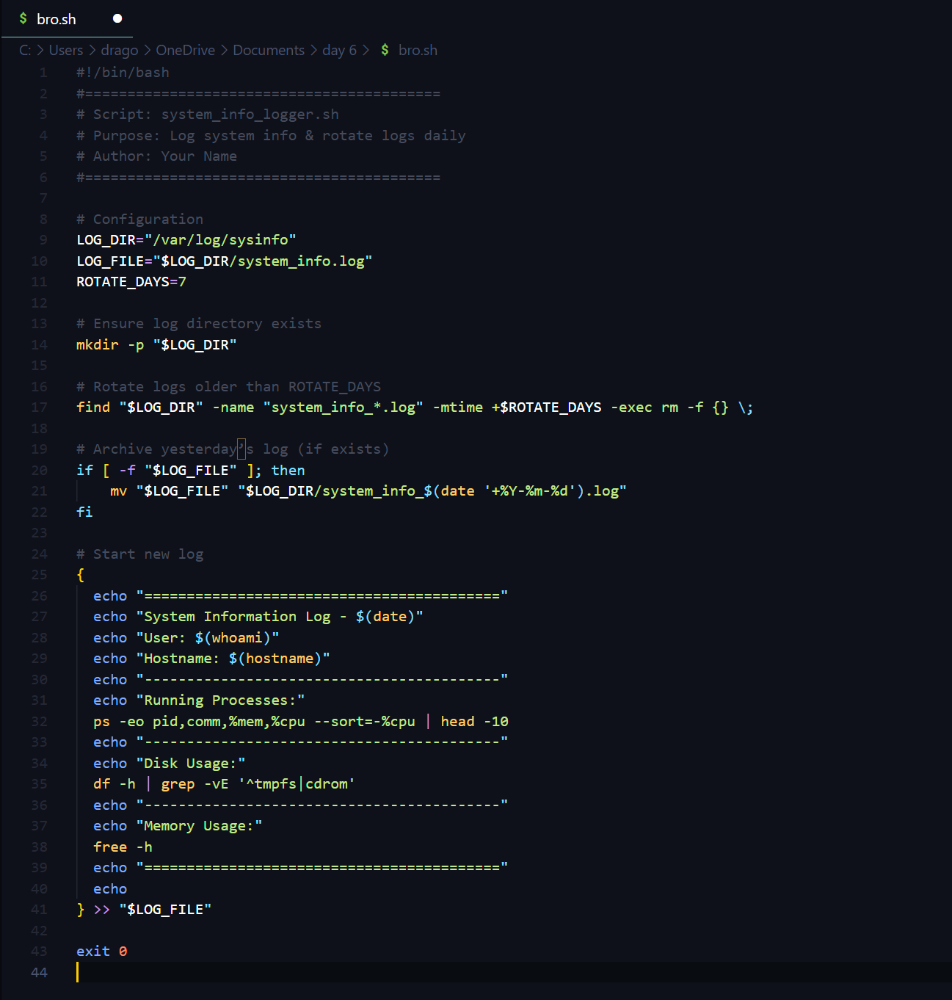 $ bro.sh ●
C: > Users > drago > OneDrive > Documents > day 6 > $ bro.sh
1 #!/bin/bash
2 #==========================================
3 # Script: system_info_logger.sh
4 # Purpose: Log system info & rotate logs daily
5 # Author: Your Name
6 #==========================================
7
8 # Configuration
9 LOG_DIR="/var/log/sysinfo"
10 LOG_FILE="$LOG_DIR/system_info.log"
11 ROTATE_DAYS=7
12
13 # Ensure log directory exists
14 mkdir -p "$LOG_DIR"
15
16 # Rotate logs older than ROTATE_DAYS
17 find "$LOG_DIR" -name "system_info_*.log" -mtime +$ROTATE_DAYS -exec rm -f {} \;
18
19 # Archive yesterday’s log (if exists)
20 if [ -f "$LOG_FILE" ]; then
21     mv "$LOG_FILE" "$LOG_DIR/system_info_$(date '+%Y-%m-%d').log"
22 fi
23
24 # Start new log
25 {
26   echo "=========================================="
27   echo "System Information Log - $(date)"
28   echo "User: $(whoami)"
29   echo "Hostname: $(hostname)"
30   echo "------------------------------------------"
31   echo "Running Processes:"
32   ps -eo pid,comm,%mem,%cpu --sort=-%cpu | head -10
33   echo "------------------------------------------"
34   echo "Disk Usage:"
35   df -h | grep -vE '^tmpfs|cdrom'
36   echo "------------------------------------------"
37   echo "Memory Usage:"
38   free -h
39   echo "=========================================="
40   echo
41 } >> "$LOG_FILE"
42
43 exit 0
44